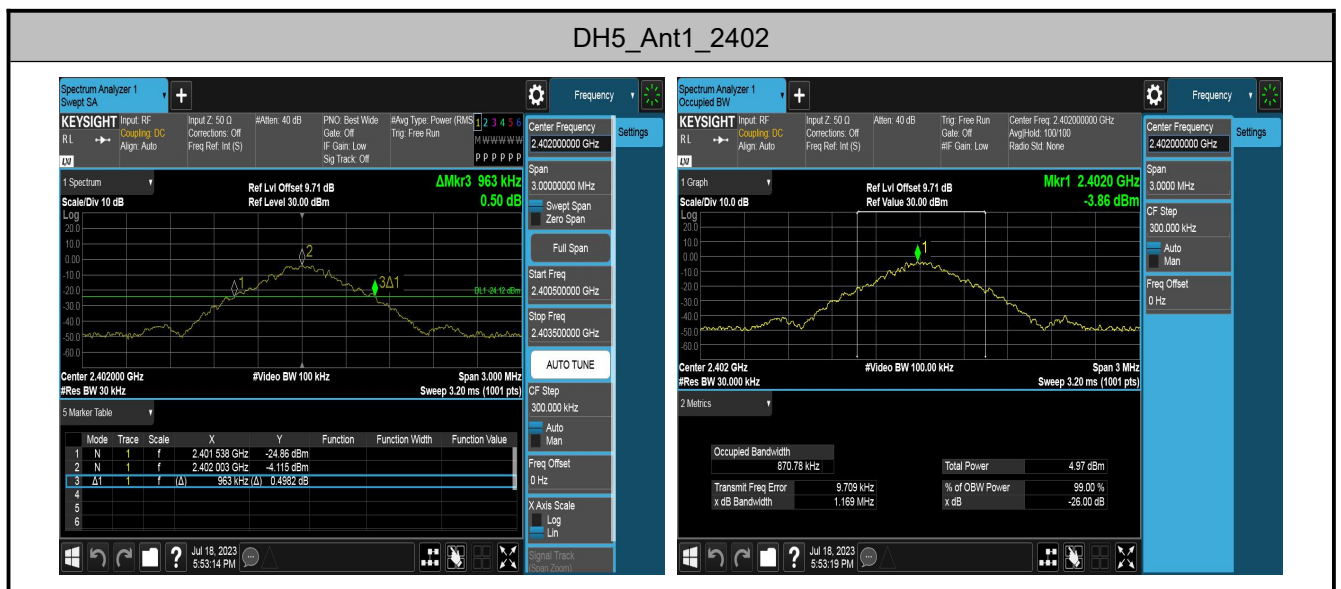 DH5_Ant1_2402
Spectrum Analyzer 1
Swept SA
+
Frequency
KEYSIGHT
RL
LXI
Input: RF
Coupling: DC
Align: Auto
Input Z: 50 Ω
Corrections: Off
Freq Ref: Int (S)
#Atten: 40 dB
PNO: Best Wide
Gate: Off
IF Gain: Low
Sig Track: Off
#Avg Type: Power (RMS
Trig: Free Run
1 2 3 4 5 6
M W W W W W
P P P P P P
Center Frequency
2.402000000 GHz
Settings
Span
3.00000000 MHz
Swept Span
Zero Span
Full Span
Start Freq
2.400500000 GHz
Stop Freq
2.403500000 GHz
AUTO TUNE
CF Step
300.000 kHz
Auto
Man
Freq Offset
0 Hz
X Axis Scale
Log
Lin
Signal Track
(Span Zoom)
1 Spectrum
Scale/Div 10 dB
Ref Lvl Offset 9.71 dB
Ref Level 30.00 dBm
ΔMkr3 963 kHz
0.50 dB
Log
20.0
10.0
0.00
-10.0
-20.0
-30.0
-40.0
-50.0
-60.0
2
1
3Δ1
DL1 -24.12 dBm
Center 2.402000 GHz
#Video BW 100 kHz
Span 3.000 MHz
#Res BW 30 kHz
Sweep 3.20 ms (1001 pts)
5 Marker Table
Mode Trace Scale X Y Function Function Width Function Value
1 N 1 f 2.401 538 GHz -24.86 dBm
2 N 1 f 2.402 003 GHz -4.115 dBm
3 Δ1 1 f (Δ) 963 kHz (Δ) 0.4982 dB
4
5
6
?
Jul 18, 2023
5:53:14 PM
Spectrum Analyzer 1
Occupied BW
+
Frequency
KEYSIGHT
RL
LXI
Input: RF
Coupling: DC
Align: Auto
Input Z: 50 Ω
Corrections: Off
Freq Ref: Int (S)
Atten: 40 dB
Trig: Free Run
Gate: Off
#IF Gain: Low
Center Freq: 2.402000000 GHz
Avg|Hold: 100/100
Radio Std: None
Center Frequency
2.402000000 GHz
Settings
Span
3.0000 MHz
CF Step
300.000 kHz
Auto
Man
Freq Offset
0 Hz
1 Graph
Scale/Div 10.0 dB
Ref Lvl Offset 9.71 dB
Ref Value 30.00 dBm
Mkr1 2.4020 GHz
-3.86 dBm
Log
20.0
10.0
0.00
-10.0
-20.0
-30.0
-40.0
-50.0
-60.0
1
Center 2.402 GHz
#Video BW 100.00 kHz
Span 3 MHz
#Res BW 30.000 kHz
Sweep 3.20 ms (1001 pts)
2 Metrics
Occupied Bandwidth
870.78 kHz
Total Power 4.97 dBm
Transmit Freq Error 9.709 kHz
% of OBW Power 99.00 %
x dB Bandwidth 1.169 MHz
x dB -26.00 dB
?
Jul 18, 2023
5:53:19 PM